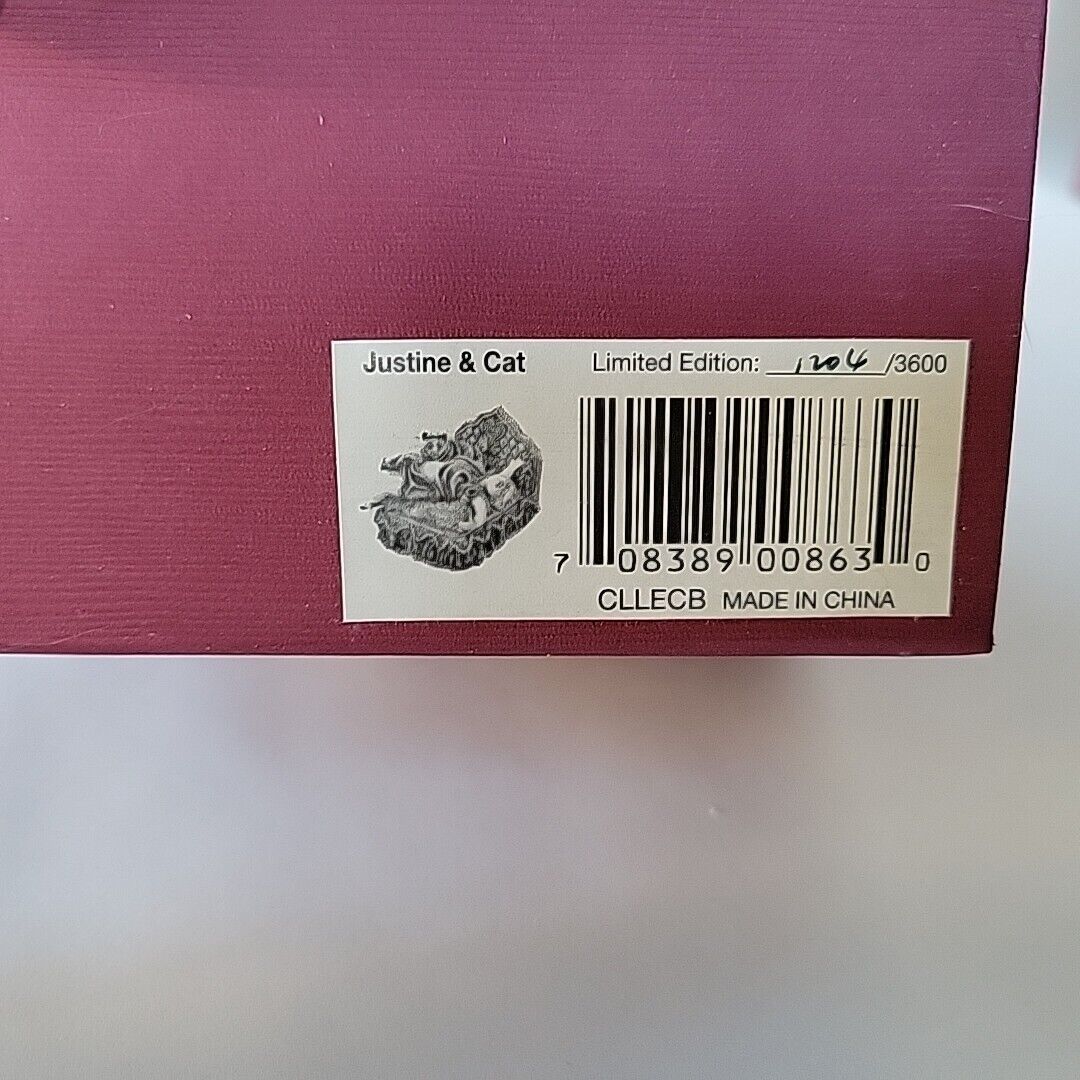 Justine & Cat
Limited Edition: 1204 /3600
7 08389 00863 0
CLLECB MADE IN CHINA